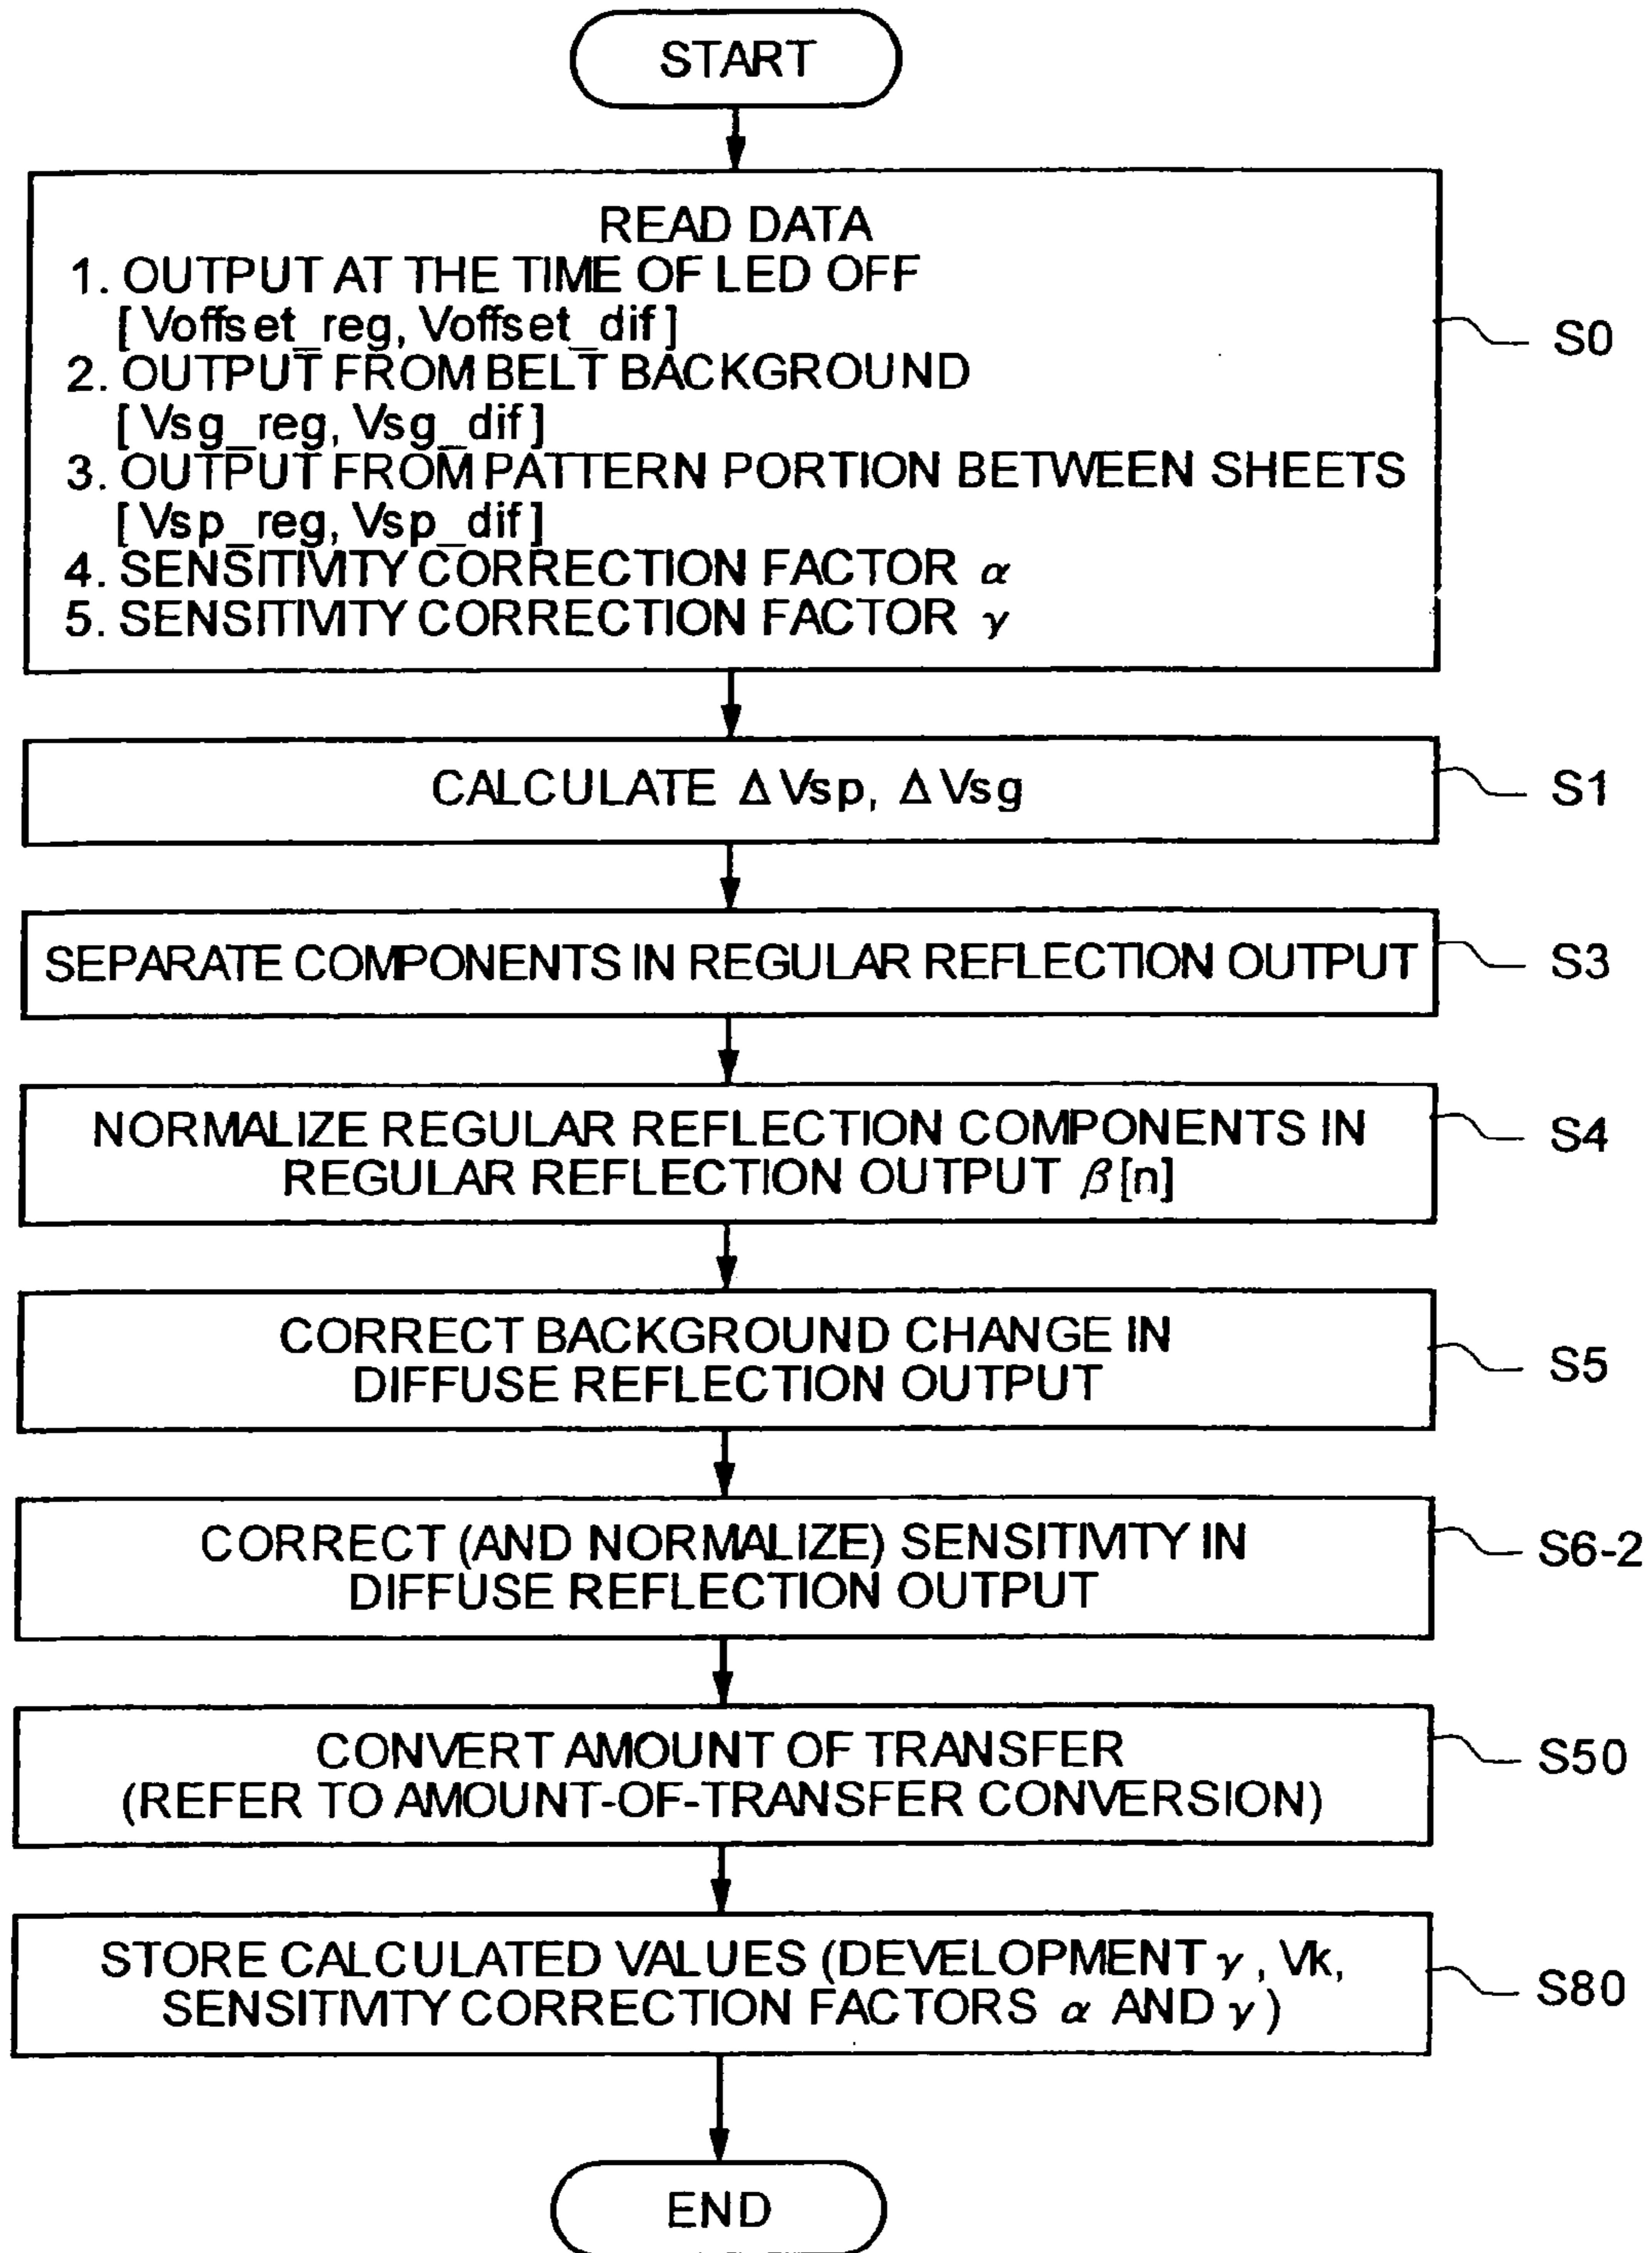 START
READ DATA
1. OUTPUT AT THE TIME OF LED OFF
[Voffset_reg, Voffset_dif]
2. OUTPUT FROM BELT BACKGROUND
[Vsg_reg, Vsg_dif]
3. OUTPUT FROM PATTERN PORTION BETWEEN SHEETS
[Vsp_reg, Vsp_dif]
4. SENSITIVITY CORRECTION FACTOR α
5. SENSITIVITY CORRECTION FACTOR γ
S0
CALCULATE ΔVsp, ΔVsg
S1
SEPARATE COMPONENTS IN REGULAR REFLECTION OUTPUT
S3
NORMALIZE REGULAR REFLECTION COMPONENTS IN
REGULAR REFLECTION OUTPUT β[n]
S4
CORRECT BACKGROUND CHANGE IN
DIFFUSE REFLECTION OUTPUT
S5
CORRECT (AND NORMALIZE) SENSITIVITY IN
DIFFUSE REFLECTION OUTPUT
S6-2
CONVERT AMOUNT OF TRANSFER
(REFER TO AMOUNT-OF-TRANSFER CONVERSION)
S50
STORE CALCULATED VALUES (DEVELOPMENT γ, Vk,
SENSITIVITY CORRECTION FACTORS α AND γ)
S80
END